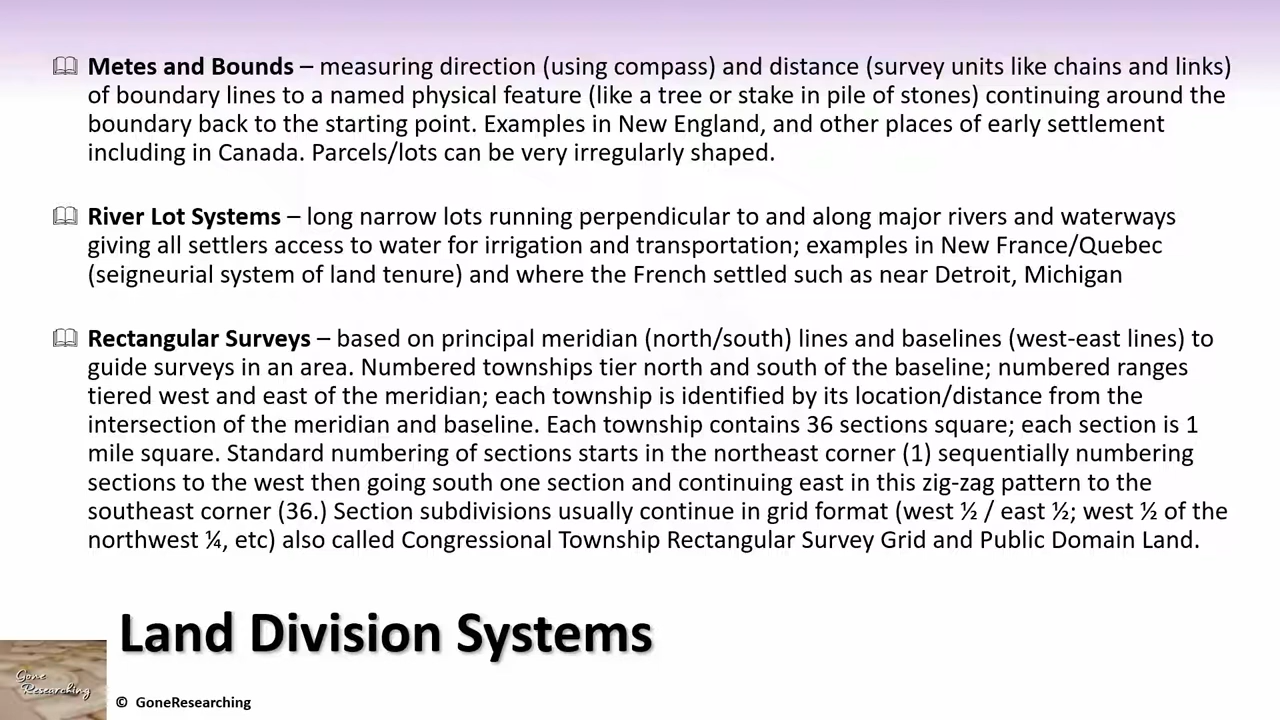 Metes and Bounds – measuring direction (using compass) and distance (survey units like chains and links)
of boundary lines to a named physical feature (like a tree or stake in pile of stones) continuing around the
boundary back to the starting point. Examples in New England, and other places of early settlement
including in Canada. Parcels/lots can be very irregularly shaped.
River Lot Systems – long narrow lots running perpendicular to and along major rivers and waterways
giving all settlers access to water for irrigation and transportation; examples in New France/Quebec
(seigneurial system of land tenure) and where the French settled such as near Detroit, Michigan
Rectangular Surveys – based on principal meridian (north/south) lines and baselines (west-east lines) to
guide surveys in an area. Numbered townships tier north and south of the baseline; numbered ranges
tiered west and east of the meridian; each township is identified by its location/distance from the
intersection of the meridian and baseline. Each township contains 36 sections square; each section is 1
mile square. Standard numbering of sections starts in the northeast corner (1) sequentially numbering
sections to the west then going south one section and continuing east in this zig-zag pattern to the
southeast corner (36.) Section subdivisions usually continue in grid format (west ½ / east ½; west ½ of the
northwest ¼, etc) also called Congressional Township Rectangular Survey Grid and Public Domain Land.
Land Division Systems
Gone
Researching
© GoneResearching